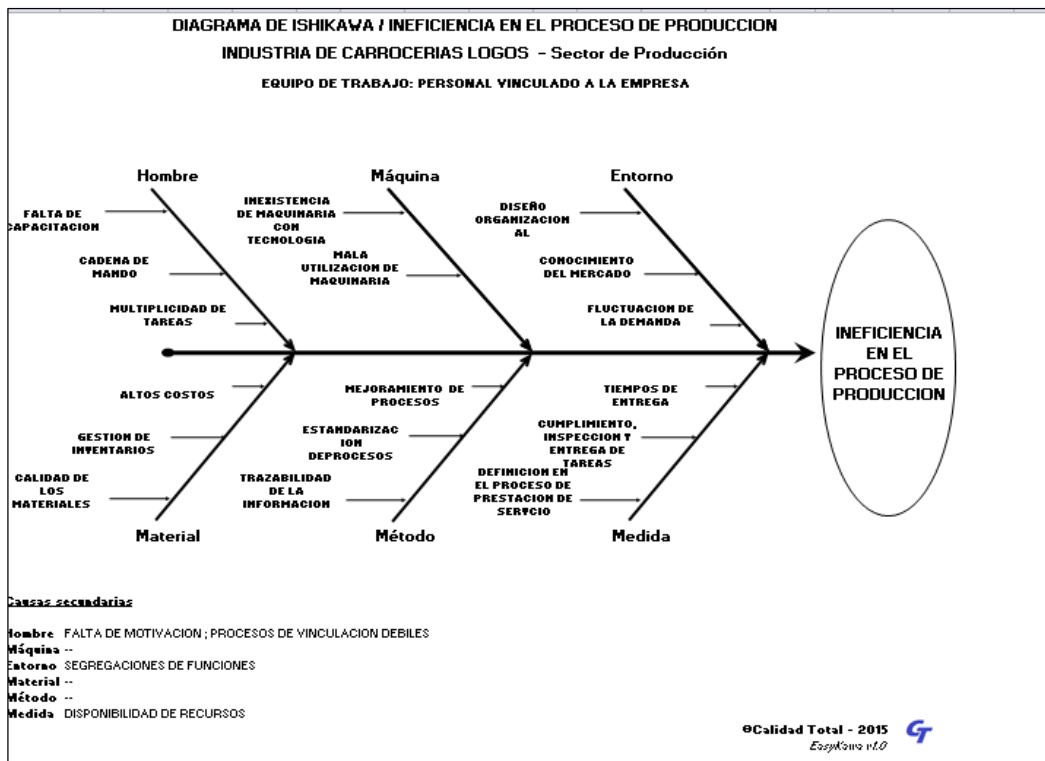 DIAGRAMA DE ISHIKAWA / INEFICIENCIA EN EL PROCESO DE PRODUCCION
INDUSTRIA DE CARROCERIAS LOGOS - Sector de Producción
EQUIPO DE TRABAJO: PERSONAL VINCULADO A LA EMPRESA
Hombre
FALTA DE
CAPACITACION
CADENA DE
MANDO
MULTIPLICIDAD DE
TAREAS
Máquina
INEXISTENCIA
DE MAQUINARIA
CON
TECNOLOGIA
MALA
UTILIZACION DE
MAQUINARIA
Entorno
DISEÑO
ORGANIZACION
AL
CONOCIMIENTO
DEL MERCADO
FLUCTUACION DE
LA DEMANDA
INEFICIENCIA
EN EL
PROCESO DE
PRODUCCION
ALTOS COSTOS
GESTION DE
INVENTARIOS
CALIDAD DE
LOS
MATERIALES
Material
MEJORAMIENTO DE
PROCESOS
ESTANDARIZAC
ION
DEPROCESOS
TRAZABILIDAD
DE LA
INFORMACION
Método
TIEMPOS DE
ENTREGA
CUMPLIMIENTO,
INSPECCION Y
ENTREGA DE
TAREAS
DEFINICION EN
EL PROCESO DE
PRESTACION DE
SERVCIO
Medida
Causas secundarias
Hombre FALTA DE MOTIVACION ; PROCESOS DE VINCULACION DEBILES
Máquina --
Entorno SEGREGACIONES DE FUNCIONES
Material --
Método --
Medida DISPONIBILIDAD DE RECURSOS
©Calidad Total - 2015
CT
EasyKawa v1.0